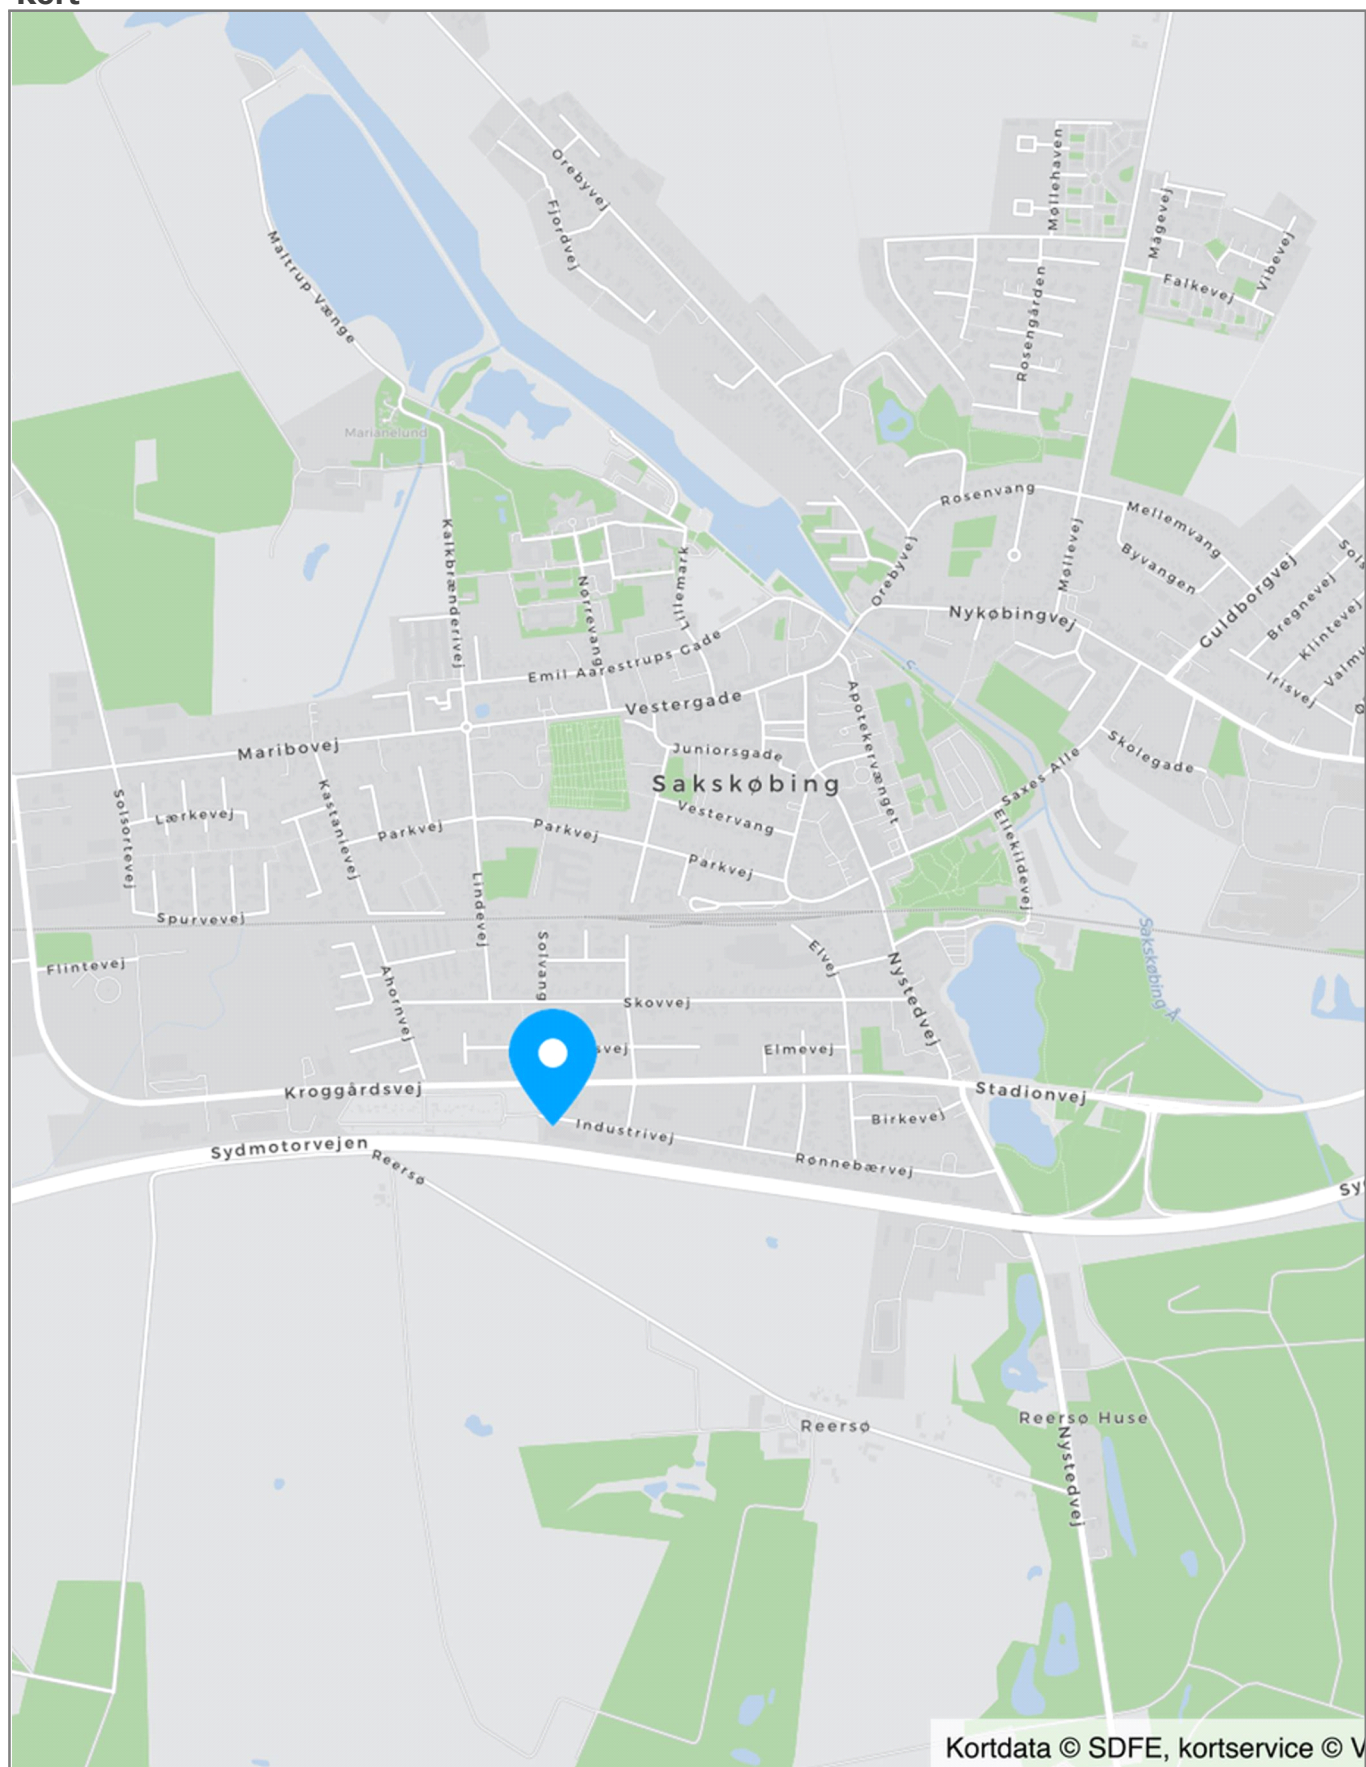 Kort
Orebyvej
Fjordvej
Møllehaven
Mågevej
Vibevej
Falkevej
Rosengården
Maltrup Vænge
Marianelund
Rosenvang
Mellemvang
Byvangen
Møllevej
Orebyvej
Guldborgvej
Bregnevej
Klintevej
Irisvej
Nykøbingvej
Kalkbrænderivej
Nørrevang
Lillemark
Emil Aarestrups Gade
Vestergade
Apotekervænget
Maribovej
Juniorsgade
Sakskøbing
Saxes Alle
Skolegade
Solsortevej
Lærkevej
Kastanievej
Parkvej
Parkvej
Vestervang
Parkvej
Ellekildevej
Lindevej
Spurvevej
Flintevej
Ahornvej
Solvang
Elvej
Nystedvej
Sakskøbing Å
Skovvej
svej
Elmevej
Kroggårdsvej
Stadionvej
Industrivej
Birkevej
Rønnebærvej
Sydmotorvejen
Reersø
Reersø
Reersø Huse
Nystedvej
Kortdata © SDFE, kortservice © V